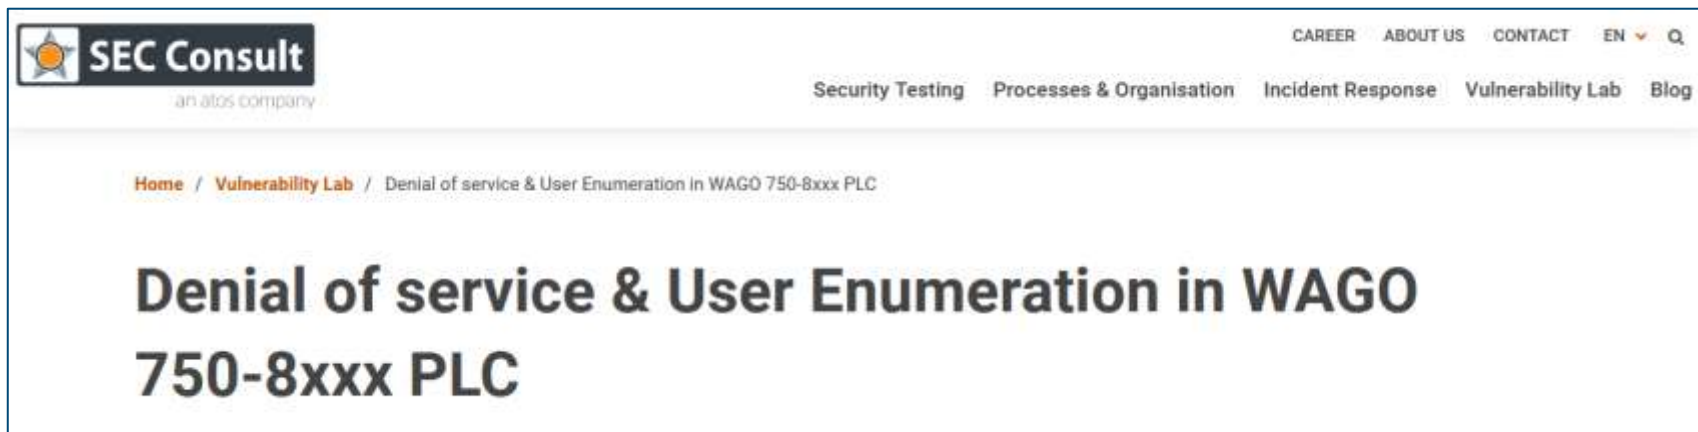 SEC Consult
an atos company
CAREER ABOUT US CONTACT EN
Security Testing Processes & Organisation Incident Response Vulnerability Lab Blog
Home / Vulnerability Lab / Denial of service & User Enumeration in WAGO 750-8xxx PLC
Denial of service & User Enumeration in WAGO
750-8xxx PLC